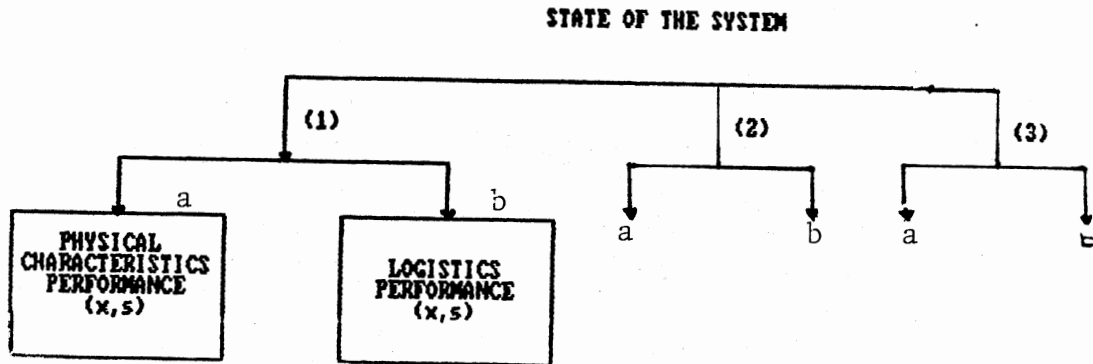 STATE OF THE SYSTEM
(1)
(2)
(3)
a
b
PHYSICAL
CHARACTERISTICS
PERFORMANCE
(x,s)
LOGISTICS
PERFORMANCE
(x,s)
a
b
a